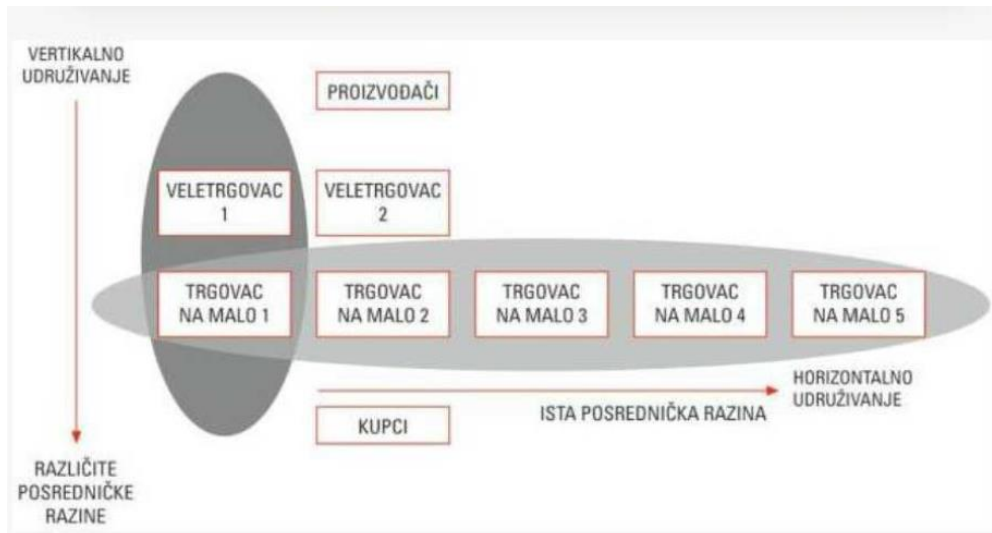 VERTIKALNO
UDRUŽIVANJE
PROIZVOĐAČI
VELETRGOVAC
1
VELETRGOVAC
2
TRGOVAC
NA MALO 1
TRGOVAC
NA MALO 2
TRGOVAC
NA MALO 3
TRGOVAC
NA MALO 4
TRGOVAC
NA MALO 5
HORIZONTALNO
UDRUŽIVANJE
ISTA POSREDNIČKA RAZINA
KUPCI
RAZLIČITE
POSREDNIČKE
RAZINE